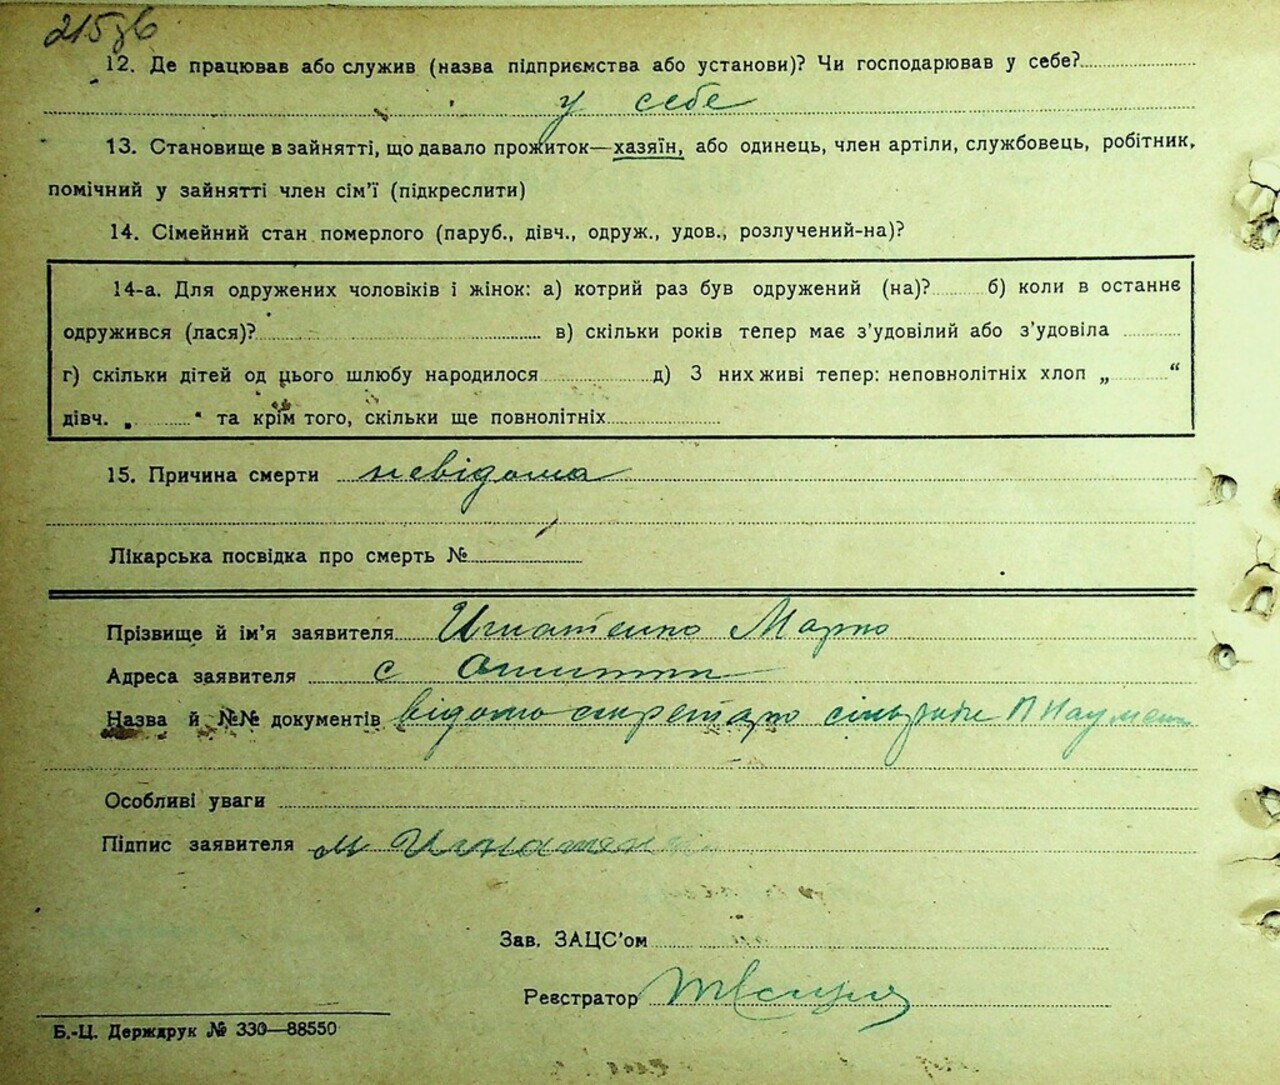 215 зв
12. Де працював або служив (назва підприємства або установи)? Чи господарював у себе?
у себе
13. Становище в зайнятті, що давало прожиток—хазяїн, або одинець, член артіли, службовець, робітник,
помічний у зайнятті член сім'ї (підкреслити)
14. Сімейний стан померлого (паруб., дівч., одруж., удов., розлучений-на)?
14-а. Для одружених чоловіків і жінок: а) котрий раз був одружений (на)? б) коли в останнє
одружився (лася)? в) скільки років тепер має з'удовілий або з'удовіла
г) скільки дітей од цього шлюбу народилося д) З них живі тепер: неповнолітніх хлоп „ “
дівч. „ “ та крім того, скільки ще повнолітніх
15. Причина смерти невідома
Лікарська посвідка про смерть №
Прізвище й ім'я заявителя Игнатенко Марко
Адреса заявителя с
Назва й №№ документів відомо секретарю сільради П Наумен
Особливі уваги
Підпис заявителя М Игнатенк
Зав. ЗАЦС'ом
Реєстратор
Б.-Ц. Держдрук № 330—88550